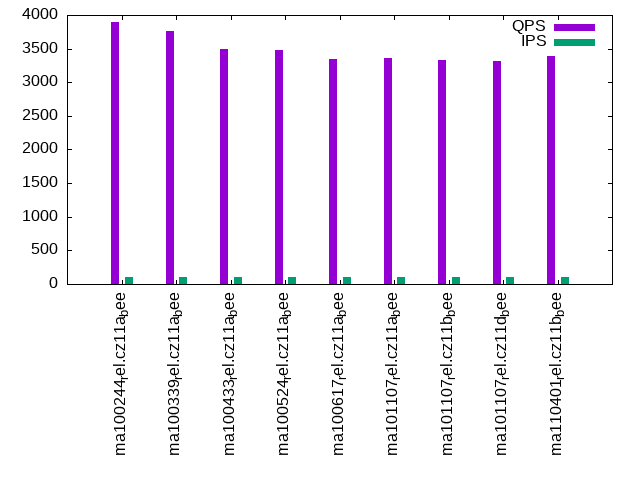 4000
3500
3000
2500
2000
1500
1000
500
0
QPS
IPS
ma100244rel.cz11abee
ma100339rel.cz11abee
ma100433rel.cz11abee
ma100524rel.cz11abee
ma100617rel.cz11abee
ma101107rel.cz11abee
ma101107rel.cz11bbee
ma101107rel.cz11dbee
ma110401rel.cz11bbee